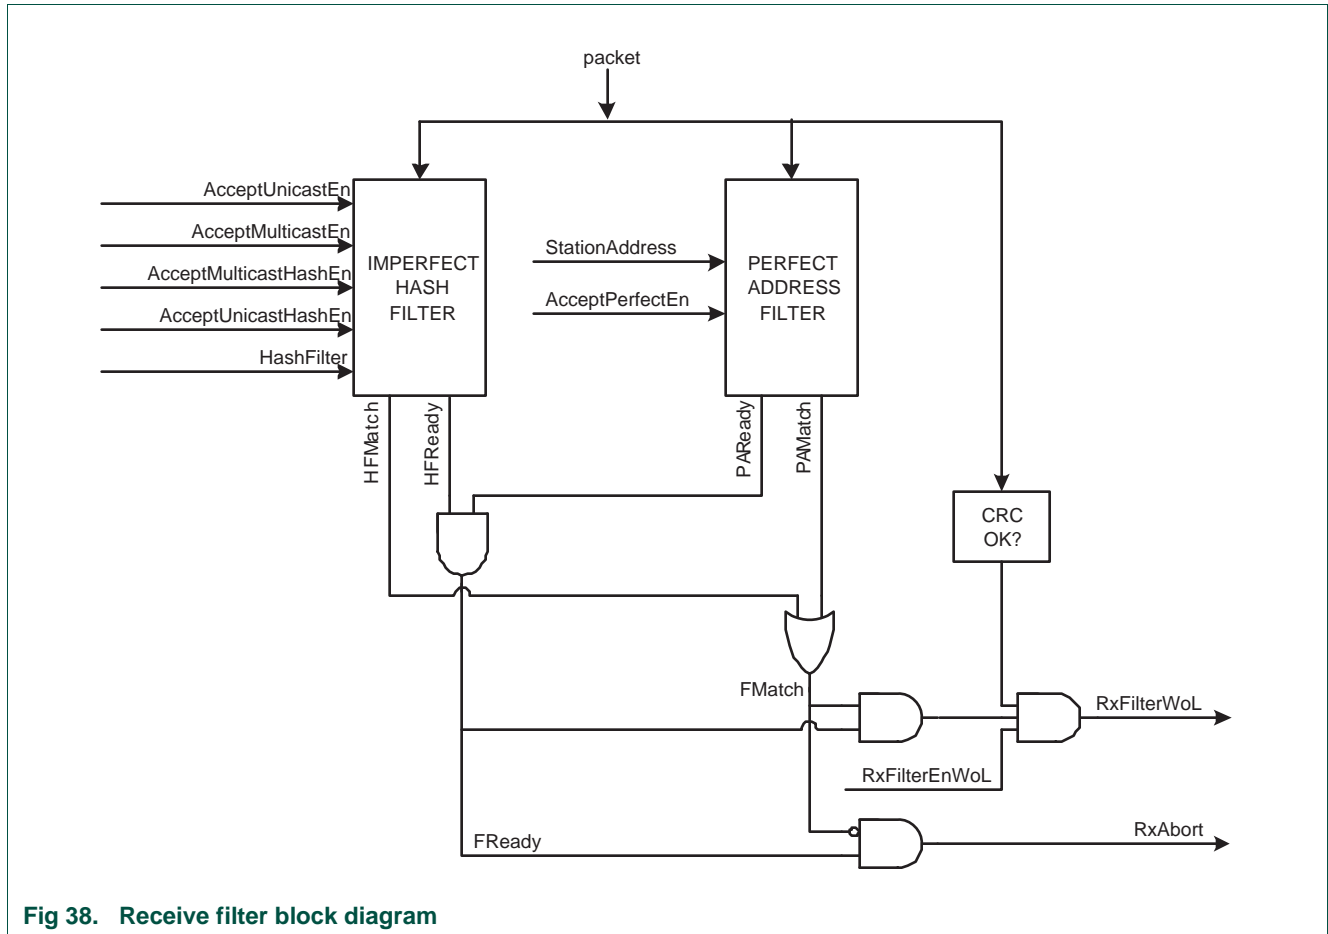 packet
AcceptUnicastEn
AcceptMulticastEn
AcceptMulticastHashEn
AcceptUnicastHashEn
HashFilter
IMPERFECT
HASH
FILTER
StationAddress
AcceptPerfectEn
PERFECT
ADDRESS
FILTER
HFMatch
HFReady
PAReady
PAMatch
CRC
OK?
FMatch
RxFilterWoL
RxFilterEnWoL
RxAbort
FReady
Fig 38. Receive filter block diagram